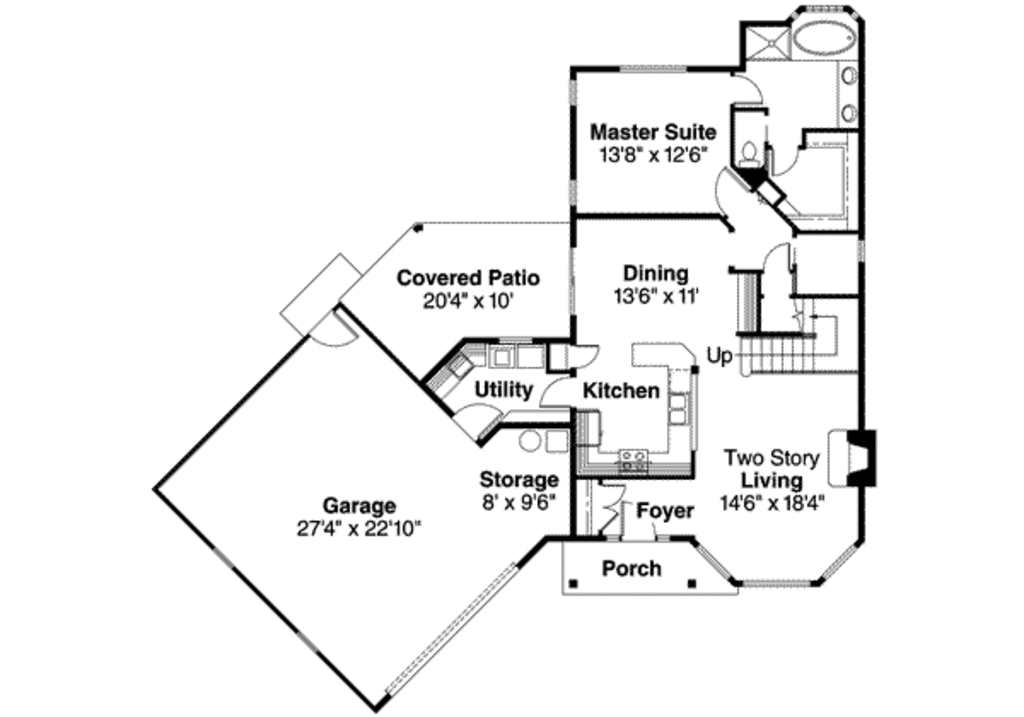 Master Suite
13'8" x 12'6"
Covered Patio
20'4" x 10'
Dining
13'6" x 11'
Up
Utility
Kitchen
Two Story
Living
14'6" x 18'4"
Storage
8' x 9'6"
Garage
27'4" x 22'10"
Foyer
Porch